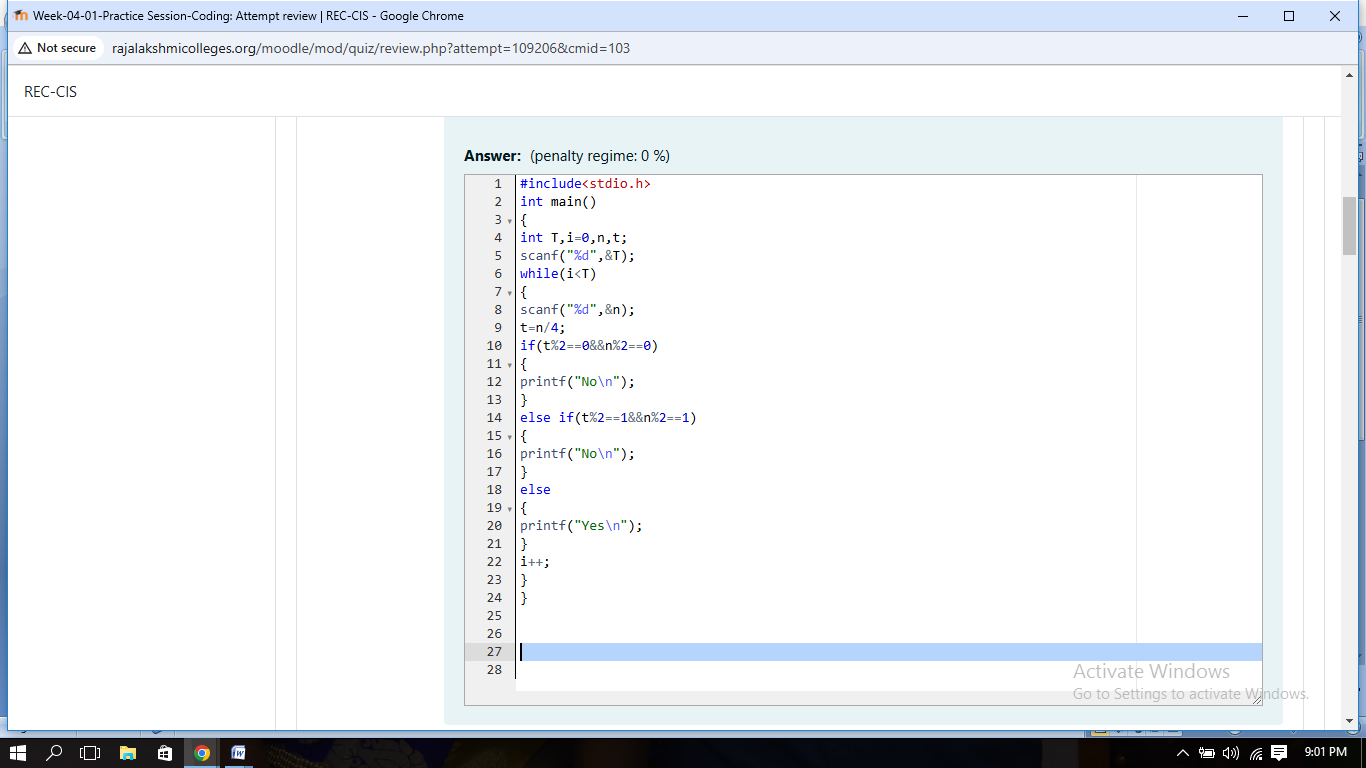 Week-04-01-Practice Session-Coding: Attempt review | REC-CIS - Google Chrome
Not secure rajalakshmicolleges.org/moodle/mod/quiz/review.php?attempt=109206&cmid=103
REC-CIS
Answer: (penalty regime: 0 %)
1 #include<stdio.h>
2 int main()
3 {
4 int T,i=0,n,t;
5 scanf("%d",&T);
6 while(i<T)
7 {
8 scanf("%d",&n);
9 t=n/4;
10 if(t%2==0&&n%2==0)
11 {
12 printf("No\n");
13 }
14 else if(t%2==1&&n%2==1)
15 {
16 printf("No\n");
17 }
18 else
19 {
20 printf("Yes\n");
21 }
22 i++;
23 }
24 }
25
26
27
28
Activate Windows
Go to Settings to activate Windows.
9:01 PM